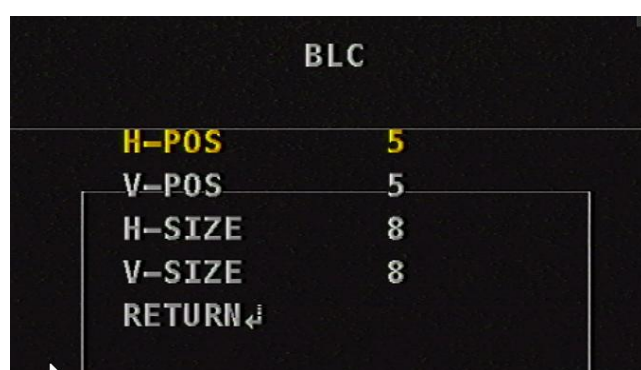 BLC
H-POS 5
V-POS 5
H-SIZE 8
V-SIZE 8
RETURN↲